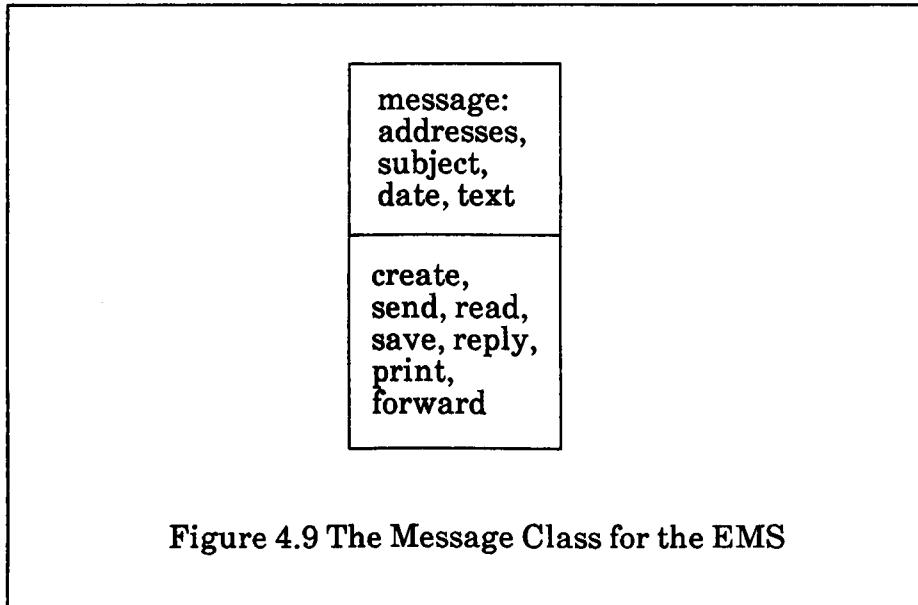 message:
addresses,
subject,
date, text
create,
send, read,
save, reply,
print,
forward
Figure 4.9 The Message Class for the EMS